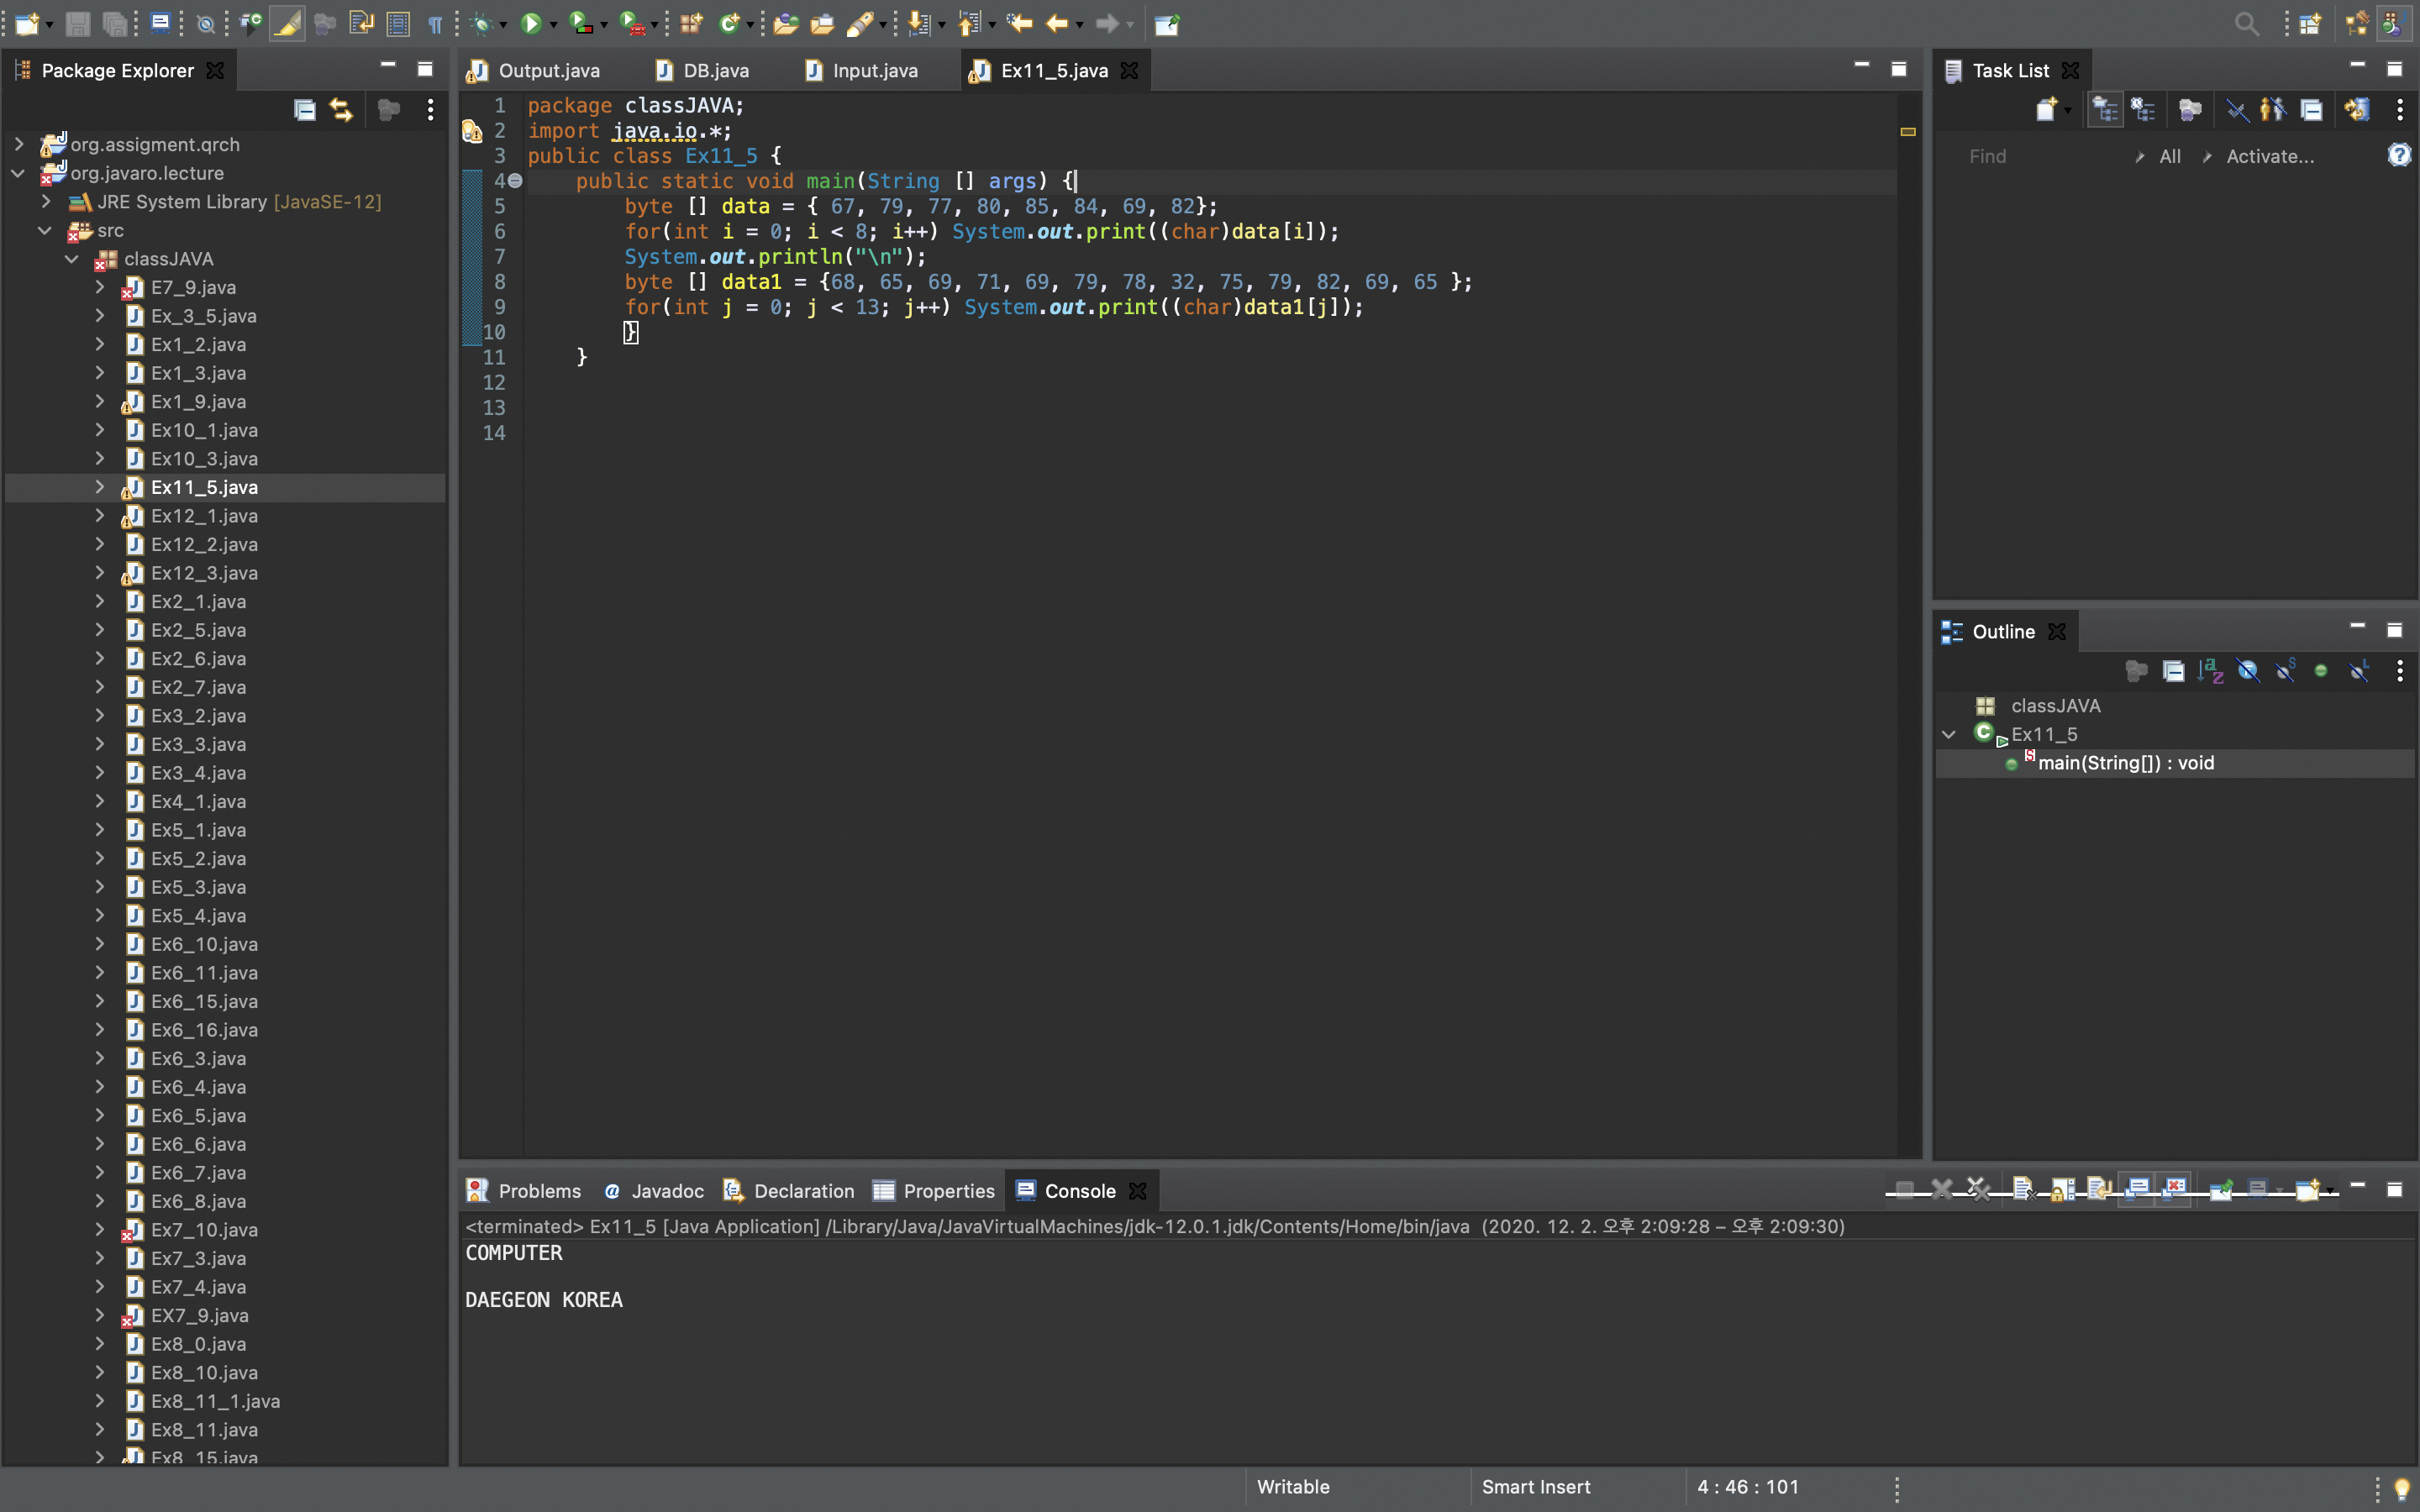 Package Explorer
org.assigment.qrch
org.javaro.lecture
JRE System Library [JavaSE-12]
src
classJAVA
E7_9.java
Ex_3_5.java
Ex1_2.java
Ex1_3.java
Ex1_9.java
Ex10_1.java
Ex10_3.java
Ex11_5.java
Ex12_1.java
Ex12_2.java
Ex12_3.java
Ex2_1.java
Ex2_5.java
Ex2_6.java
Ex2_7.java
Ex3_2.java
Ex3_3.java
Ex3_4.java
Ex4_1.java
Ex5_1.java
Ex5_2.java
Ex5_3.java
Ex5_4.java
Ex6_10.java
Ex6_11.java
Ex6_15.java
Ex6_16.java
Ex6_3.java
Ex6_4.java
Ex6_5.java
Ex6_6.java
Ex6_7.java
Ex6_8.java
Ex7_10.java
Ex7_3.java
Ex7_4.java
EX7_9.java
Ex8_0.java
Ex8_10.java
Ex8_11_1.java
Ex8_11.java
Ex8_15.java
Output.java DB.java Input.java Ex11_5.java
1 package classJAVA;
2 import java.io.*;
3 public class Ex11_5 {
4 public static void main(String [] args) {
5 byte [] data = { 67, 79, 77, 80, 85, 84, 69, 82};
6 for(int i = 0; i < 8; i++) System.out.print((char)data[i]);
7 System.out.println("\n");
8 byte [] data1 = {68, 65, 69, 71, 69, 79, 78, 32, 75, 79, 82, 69, 65 };
9 for(int j = 0; j < 13; j++) System.out.print((char)data1[j]);
10 }
11 }
12
13
14
Task List
Find All Activate...
Outline
classJAVA
Ex11_5
main(String[]) : void
Problems Javadoc Declaration Properties Console
<terminated> Ex11_5 [Java Application] /Library/Java/JavaVirtualMachines/jdk-12.0.1.jdk/Contents/Home/bin/java (2020. 12. 2. 오후 2:09:28 – 오후 2:09:30)
COMPUTER
DAEGEON KOREA
Writable Smart Insert 4 : 46 : 101